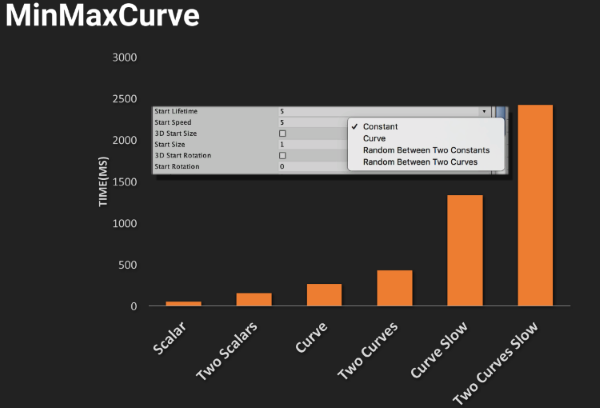 MinMaxCurve
3000
2500
2000
1500
1000
500
0
TIME(MS)
Start Lifetime 5
Start Speed 5
3D Start Size
Start Size 1
3D Start Rotation
Start Rotation 0
✓ Constant
Curve
Random Between Two Constants
Random Between Two Curves
Scalar
Two Scalars
Curve
Two Curves
Curve Slow
Two Curves Slow